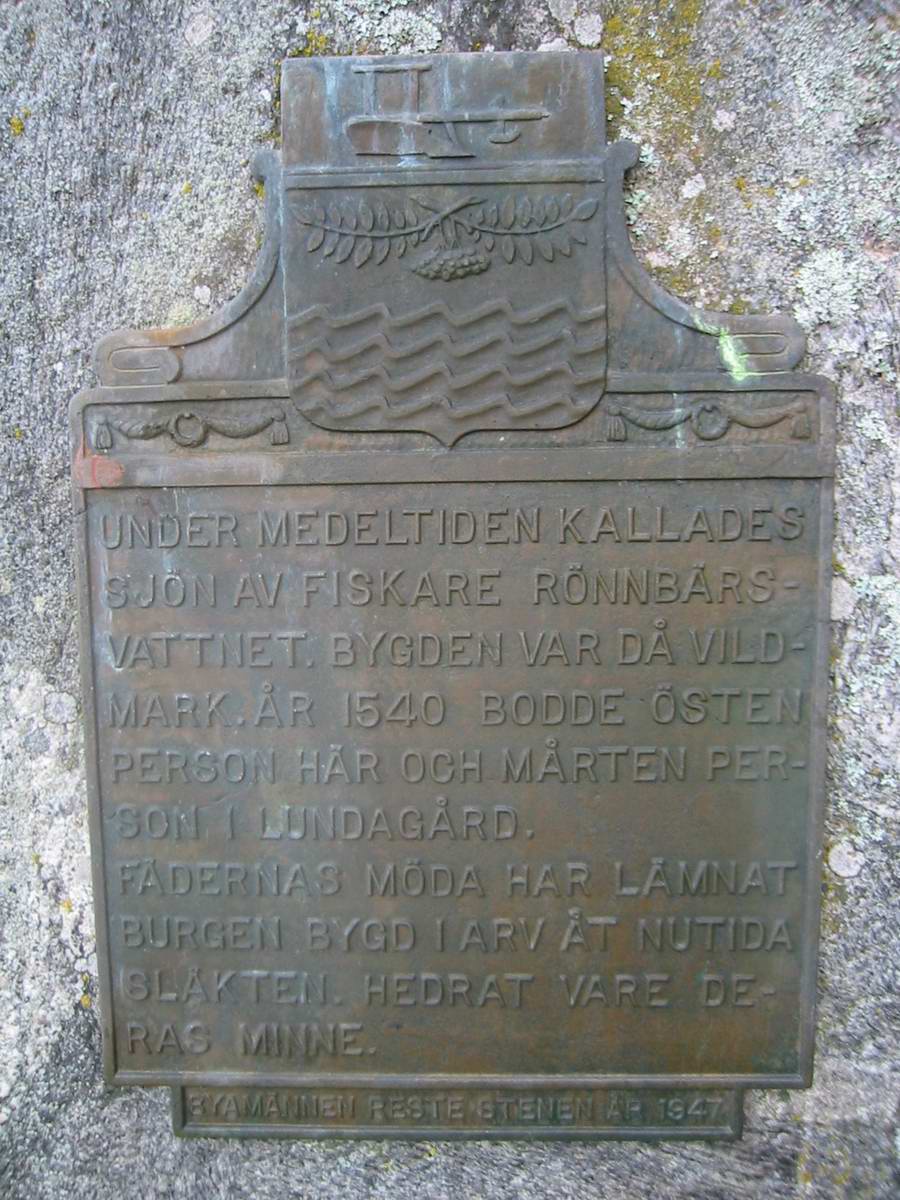 UNDER MEDELTIDEN KALLADES
SJÖN AV FISKARE RÖNNBÄRS-
VATTNET. BYGDEN VAR DÅ VILD-
MARK. ÅR 1540 BODDE ÖSTEN
PERSON HÄR OCH MÅRTEN PER-
SON I LUNDAGÅRD.
FÄDERNAS MÖDA HAR LÄMNAT
BURGEN BYGD I ARV ÅT NUTIDA
SLÄKTEN. HEDRAT VARE DE-
RAS MINNE.
BYAMÄNNEN RESTE STENEN ÅR 1947.